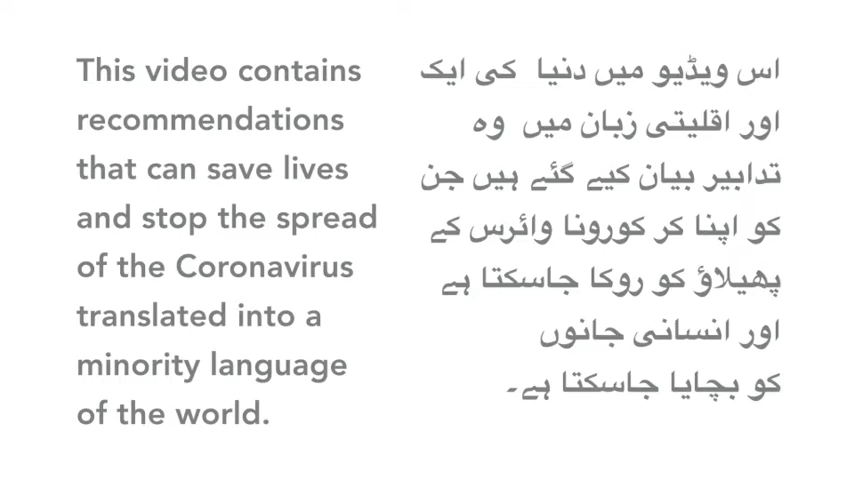 This video contains
recommendations
that can save lives
and stop the spread
of the Coronavirus
translated into a
minority language
of the world.
اس ویڈیو میں دنیا کی ایک
اور اقلیتی زبان میں وہ
تدابیر بیان کیے گئے ہیں جن
کو اپنا کر کورونا وائرس کے
پھیلاؤ کو روکا جاسکتا ہے
اور انسانی جانوں
کو بچایا جاسکتا ہے۔